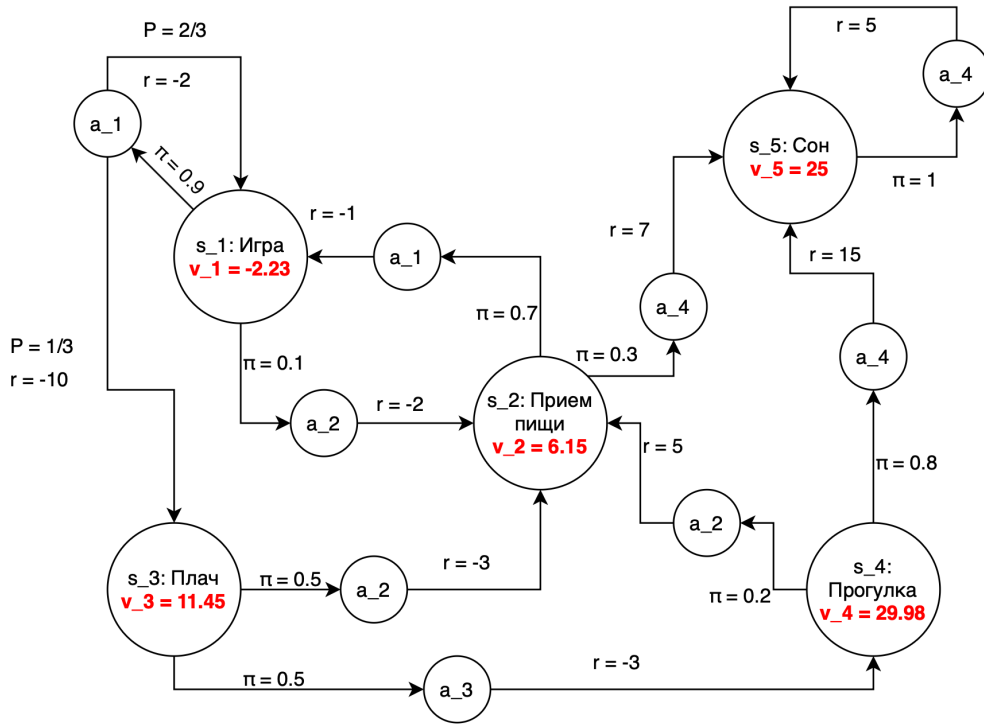 P = 2/3
r = -2
a_1
π = 0.9
s_1: Игра
v_1 = -2.23
r = -1
a_1
π = 0.7
π = 0.1
a_2
r = -2
P = 1/3
r = -10
s_2: Прием
пищи
v_2 = 6.15
π = 0.3
a_4
r = 7
r = 5
a_4
s_5: Сон
v_5 = 25
π = 1
r = 15
a_4
π = 0.8
r = 5
a_2
π = 0.2
s_4:
Прогулка
v_4 = 29.98
s_3: Плач
v_3 = 11.45
π = 0.5
a_2
r = -3
π = 0.5
a_3
r = -3